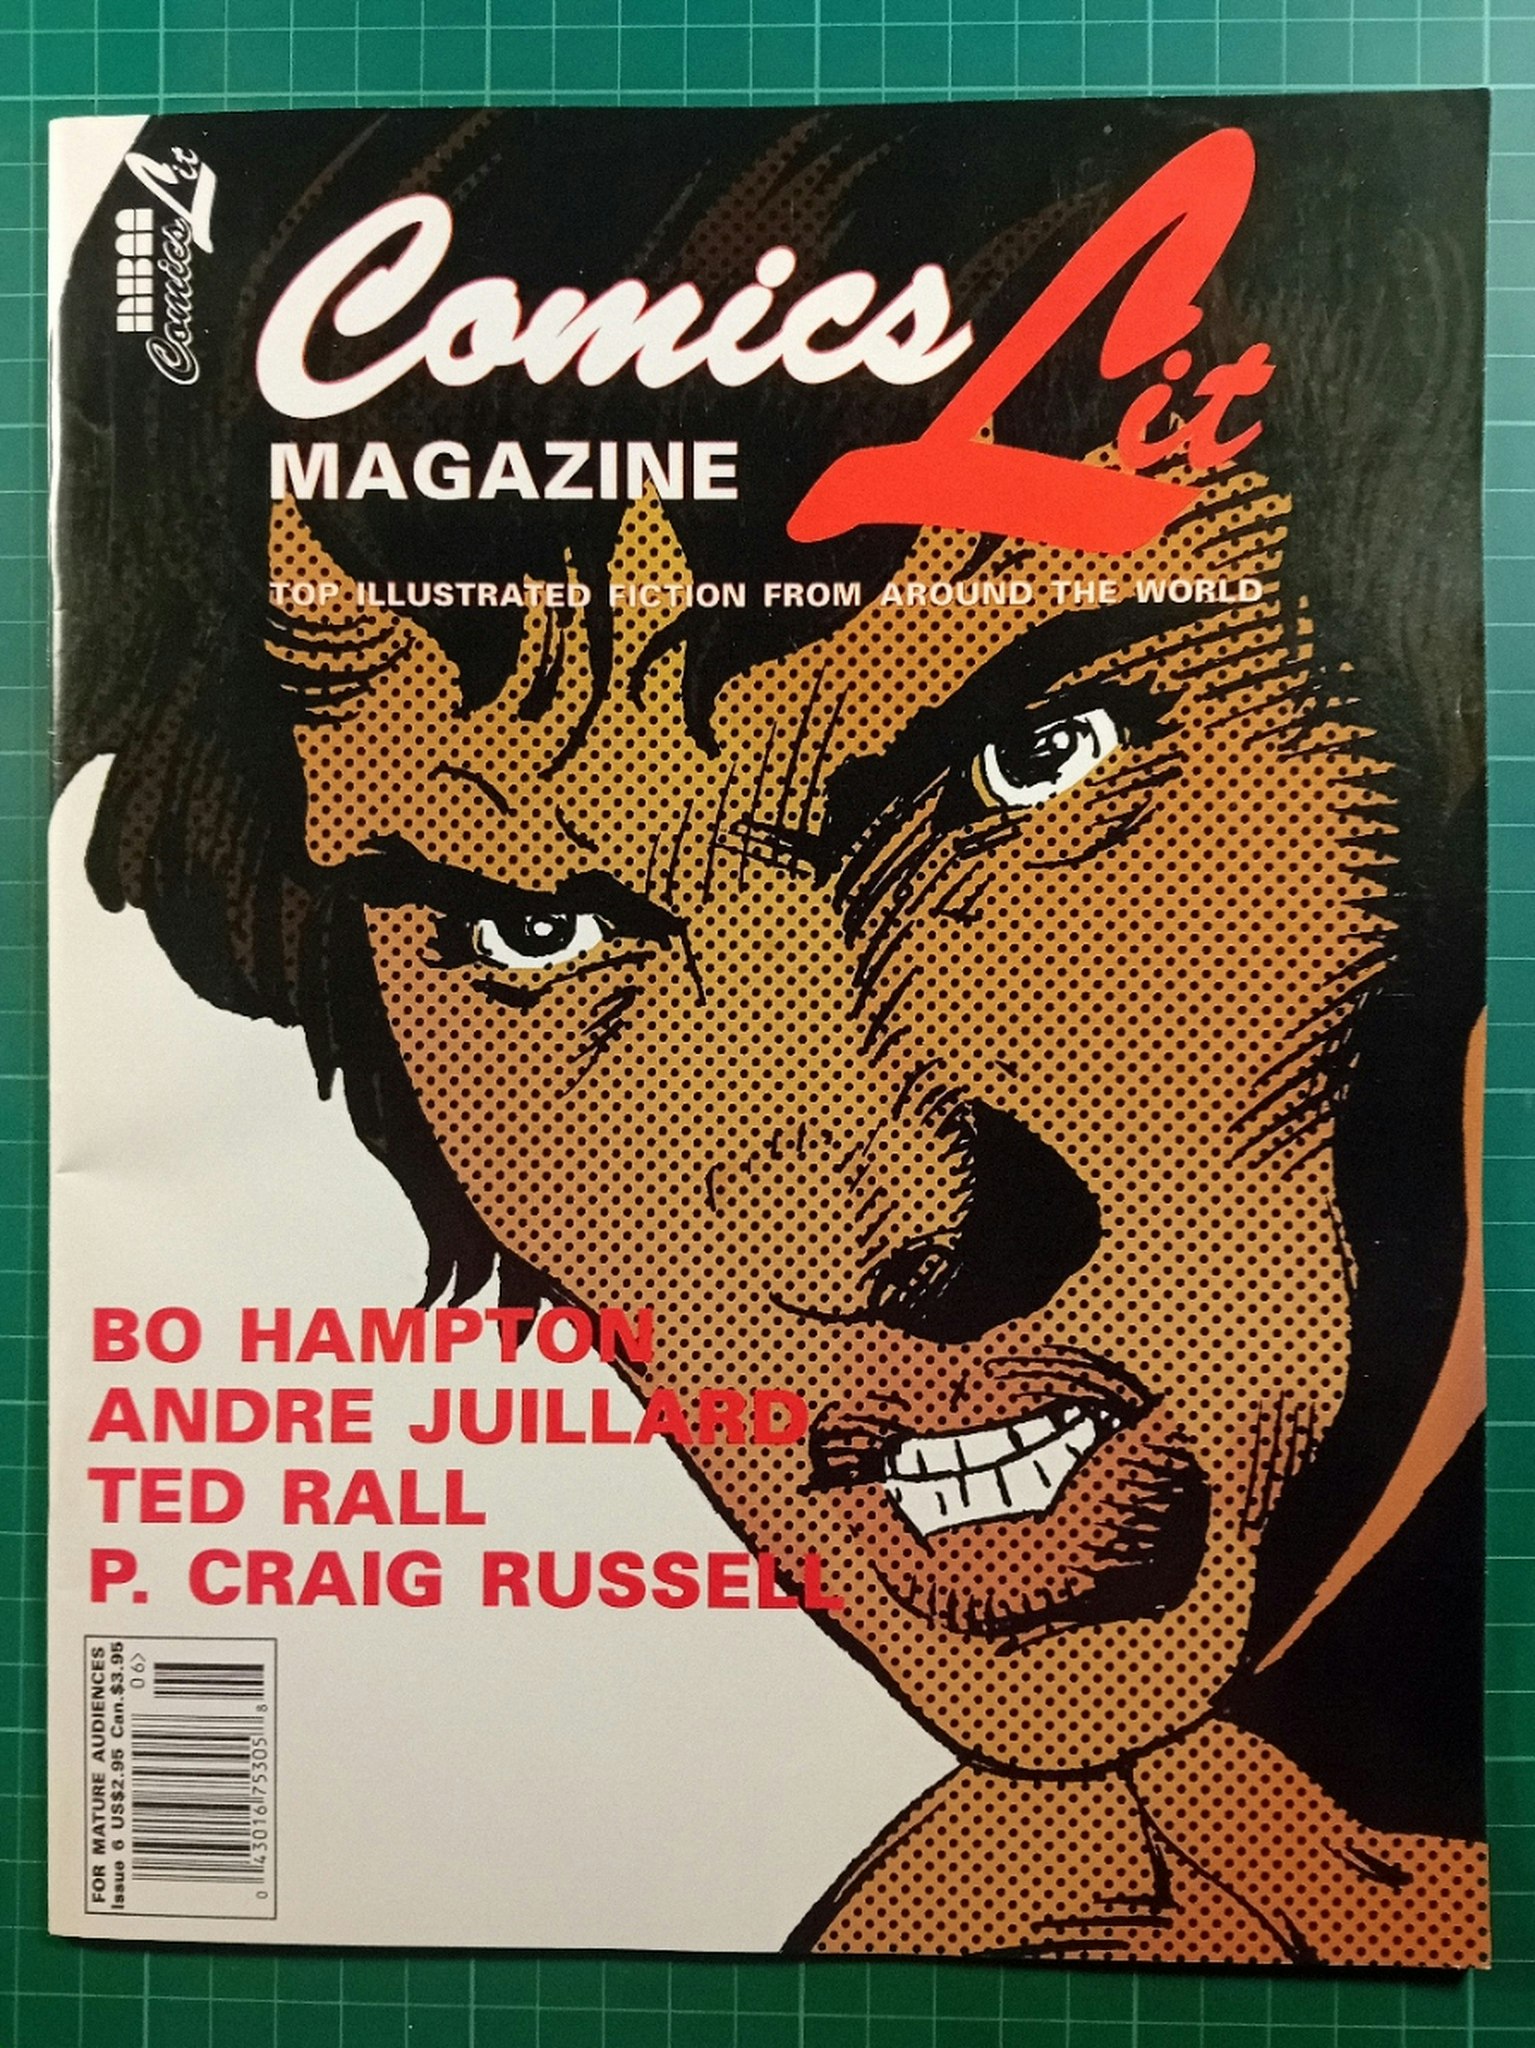 NBM
Comics Lit
Comics Lit
MAGAZINE
TOP ILLUSTRATED FICTION FROM AROUND THE WORLD
BO HAMPTON
ANDRE JUILLARD
TED RALL
P. CRAIG RUSSELL
FOR MATURE AUDIENCES
Issue 6 US$2.95 Can.$3.95
06>
0 43016 75305 8